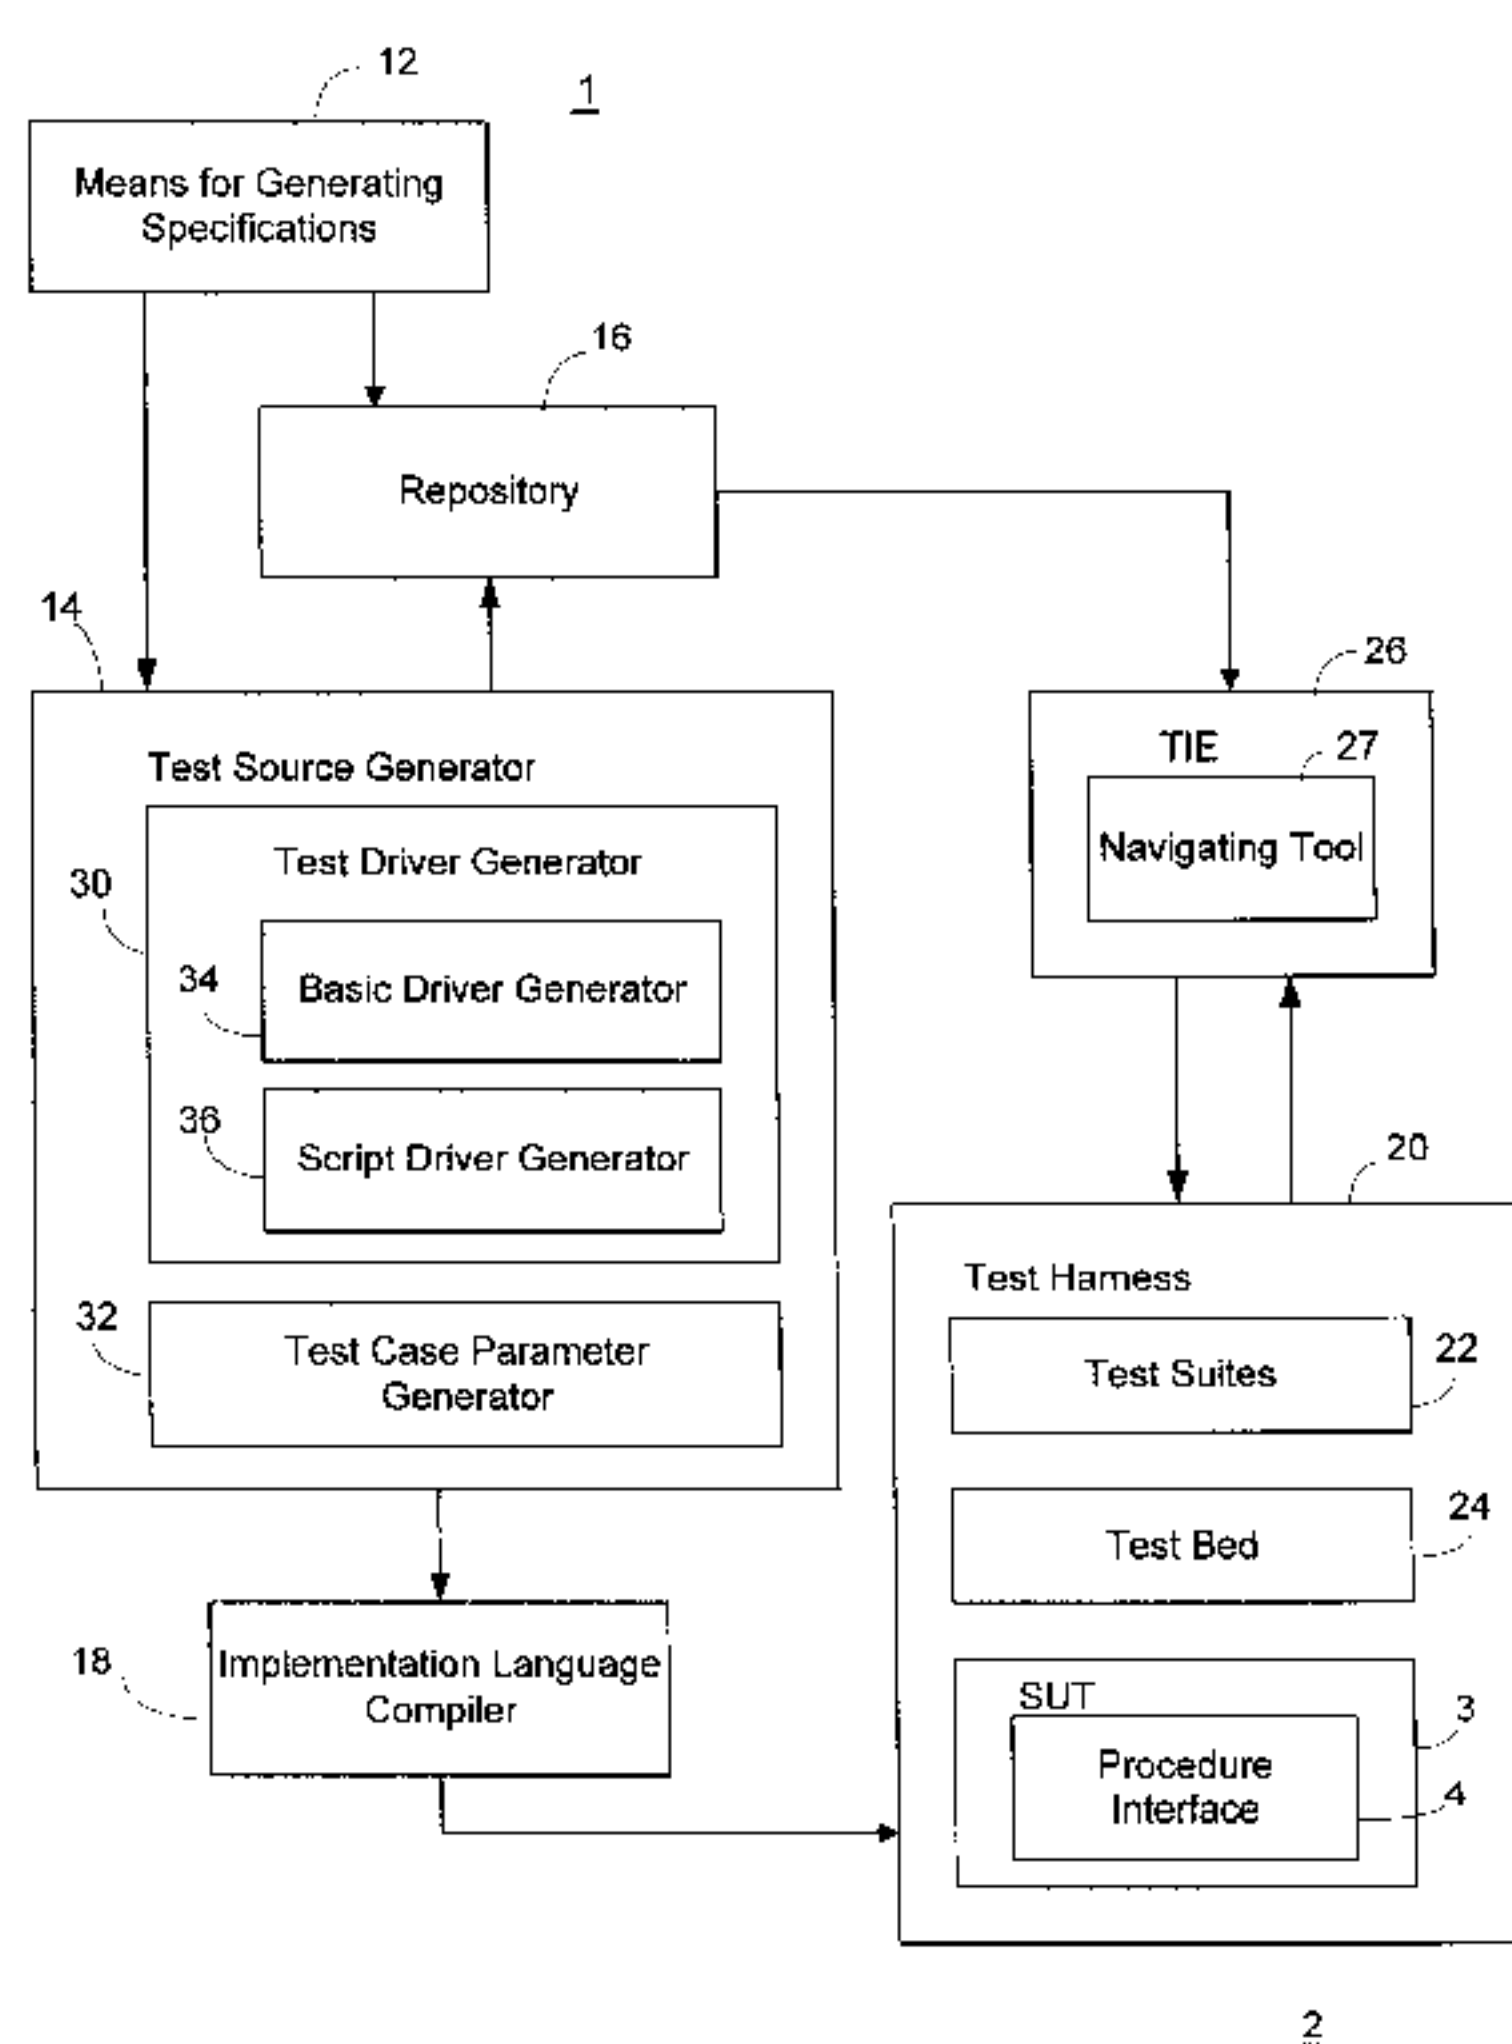 12
1
Means for Generating
Specifications
16
Repository
14
26
TIE
27
Navigating Tool
Test Source Generator
Test Driver Generator
30
34
Basic Driver Generator
36
Script Driver Generator
20
Test Harness
32
Test Case Parameter
Generator
Test Suites
22
Test Bed
24
18
Implementation Language
Compiler
SUT
3
Procedure
Interface
4
2